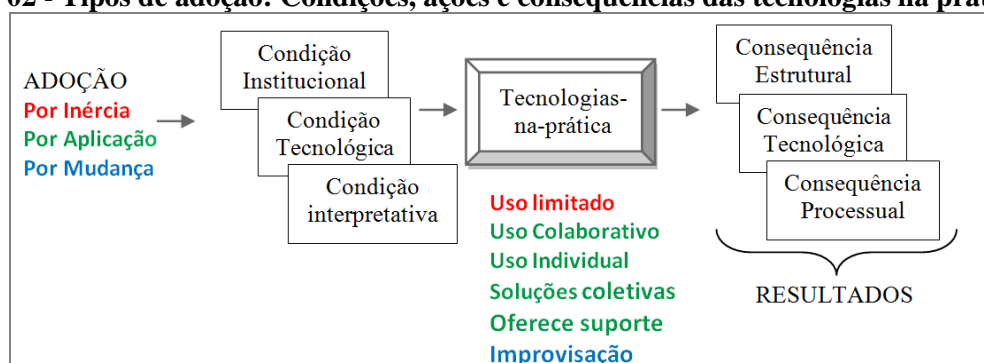 02 - Tipos de adoção: Condições, ações e consequências das tecnologias na
ADOÇÃO
Por Inércia
Por Aplicação
Por Mudança
Condição
Institucional
Condição
Tecnológica
Condição
interpretativa
Tecnologias-
na-prática
Uso limitado
Uso Colaborativo
Uso Individual
Soluções coletivas
Oferece suporte
Improvisação
Consequência
Estrutural
Consequência
Tecnológica
Consequência
Processual
RESULTADOS